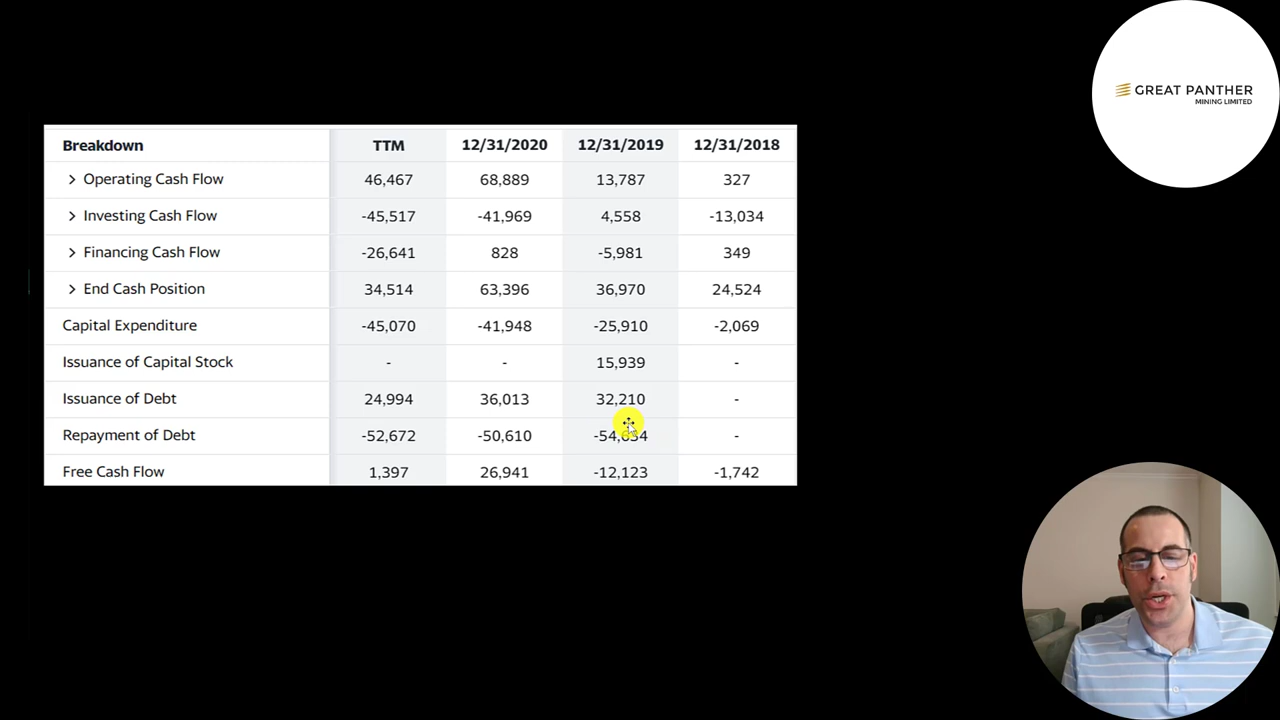 GREAT PANTHER
MINING LIMITED
Breakdown TTM 12/31/2020 12/31/2019 12/31/2018
Operating Cash Flow 46,467 68,889 13,787 327
Investing Cash Flow -45,517 -41,969 4,558 -13,034
Financing Cash Flow -26,641 828 -5,981 349
End Cash Position 34,514 63,396 36,970 24,524
Capital Expenditure -45,070 -41,948 -25,910 -2,069
Issuance of Capital Stock - - 15,939 -
Issuance of Debt 24,994 36,013 32,210 -
Repayment of Debt -52,672 -50,610 -
Free Cash Flow 1,397 26,941 -12,123 -1,742